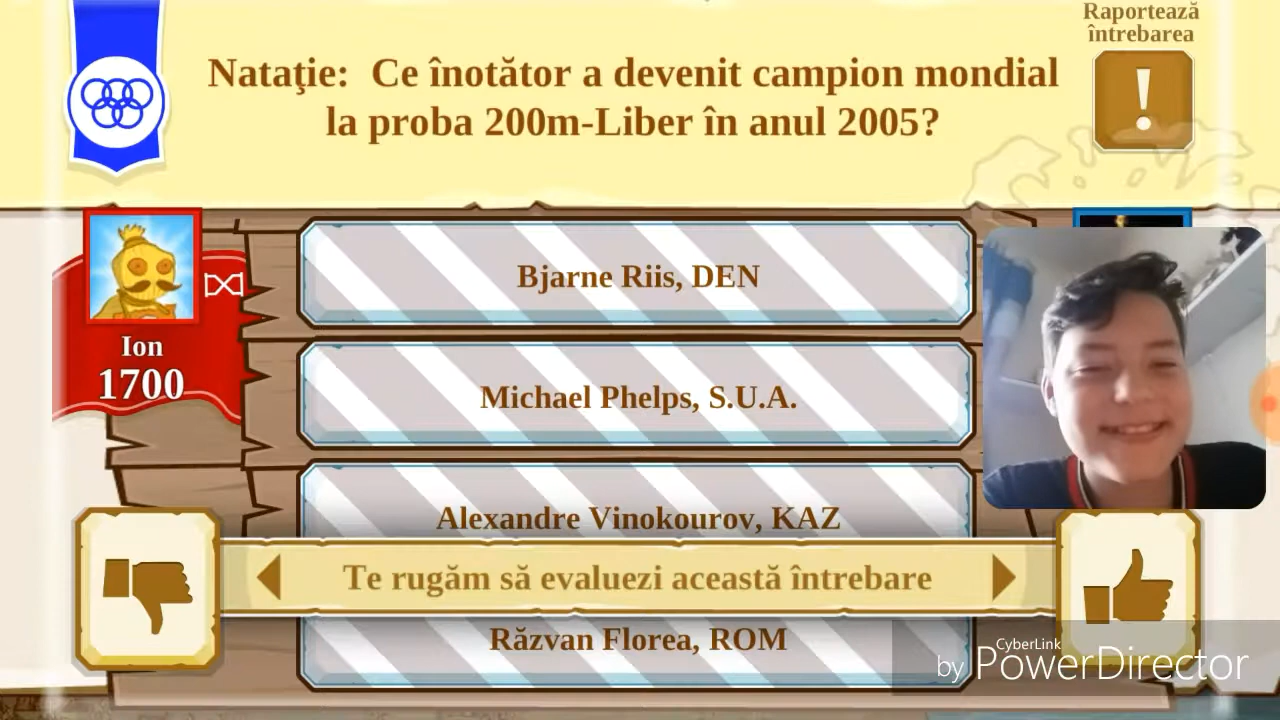 Raportează
întrebarea
Nataţie: Ce înotător a devenit campion mondial
la proba 200m-Liber în anul 2005?
Bjarne Riis, DEN
Ion
1700
Michael Phelps, S.U.A.
Alexandre Vinokourov, KAZ
Te rugăm să evaluezi această întrebare
Răzvan Florea, ROM
by CyberLink PowerDirector